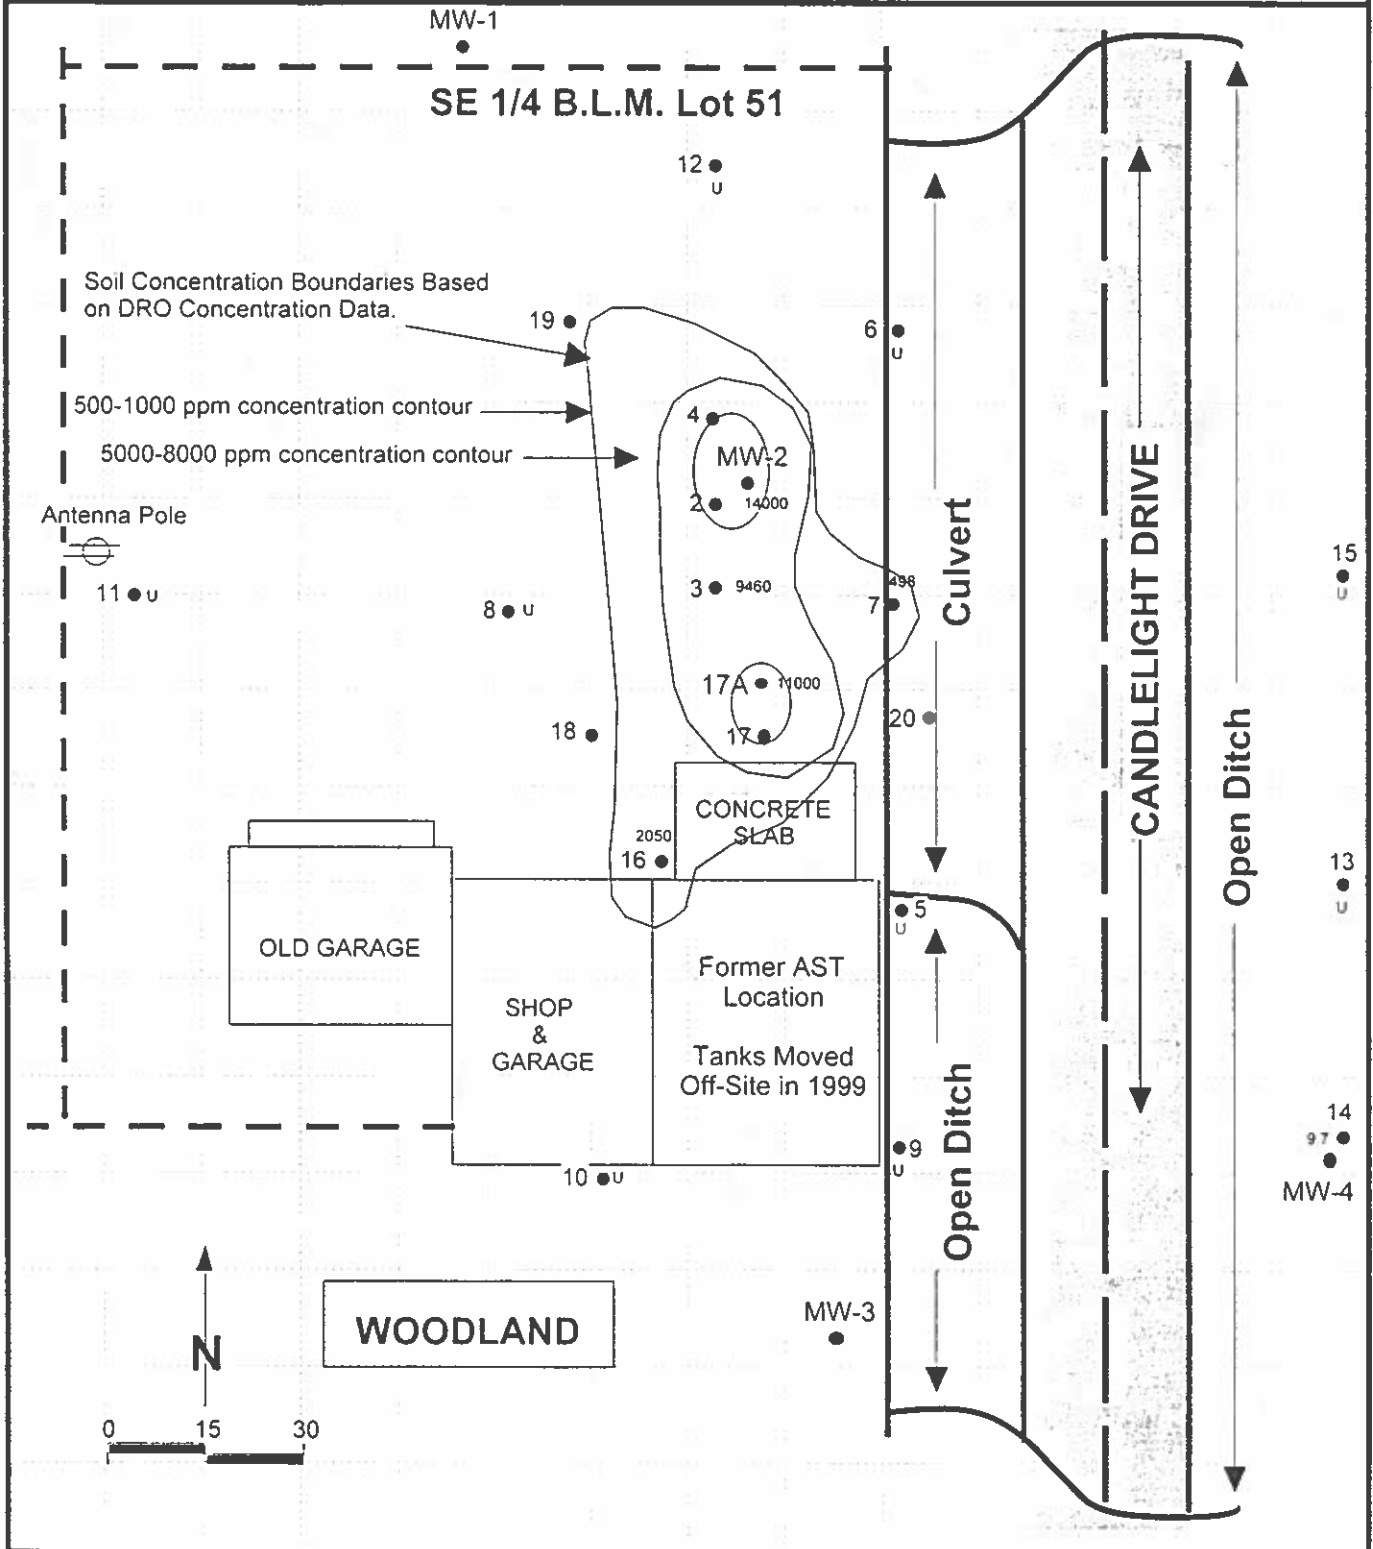 MW-1
SE 1/4 B.L.M. Lot 51
12
U
Soil Concentration Boundaries Based
on DRO Concentration Data.
19
6
U
500-1000 ppm concentration contour
4
5000-8000 ppm concentration contour
MW-2
2
14000
Antenna Pole
11
U
8
U
3
9460
498
7
15
U
Culvert
CANDLELIGHT DRIVE
Open Ditch
17A
11000
18
17
20
CONCRETE
SLAB
2050
16
13
U
5
U
OLD GARAGE
Former AST
Location
SHOP
&
GARAGE
Tanks Moved
Off-Site in 1999
Open Ditch
9
U
14
97
MW-4
10
U
N
WOODLAND
MW-3
0 15 30